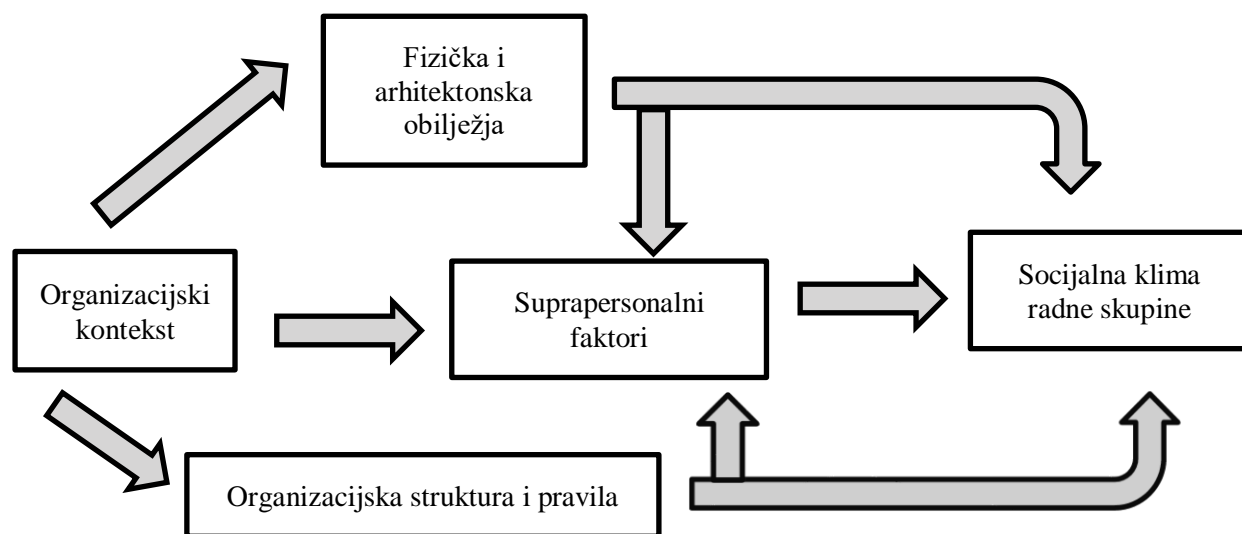 Fizička i
arhitektonska
obilježja
Organizacijski
kontekst
Suprapersonalni
faktori
Socijalna klima
radne skupine
Organizacijska struktura i pravila